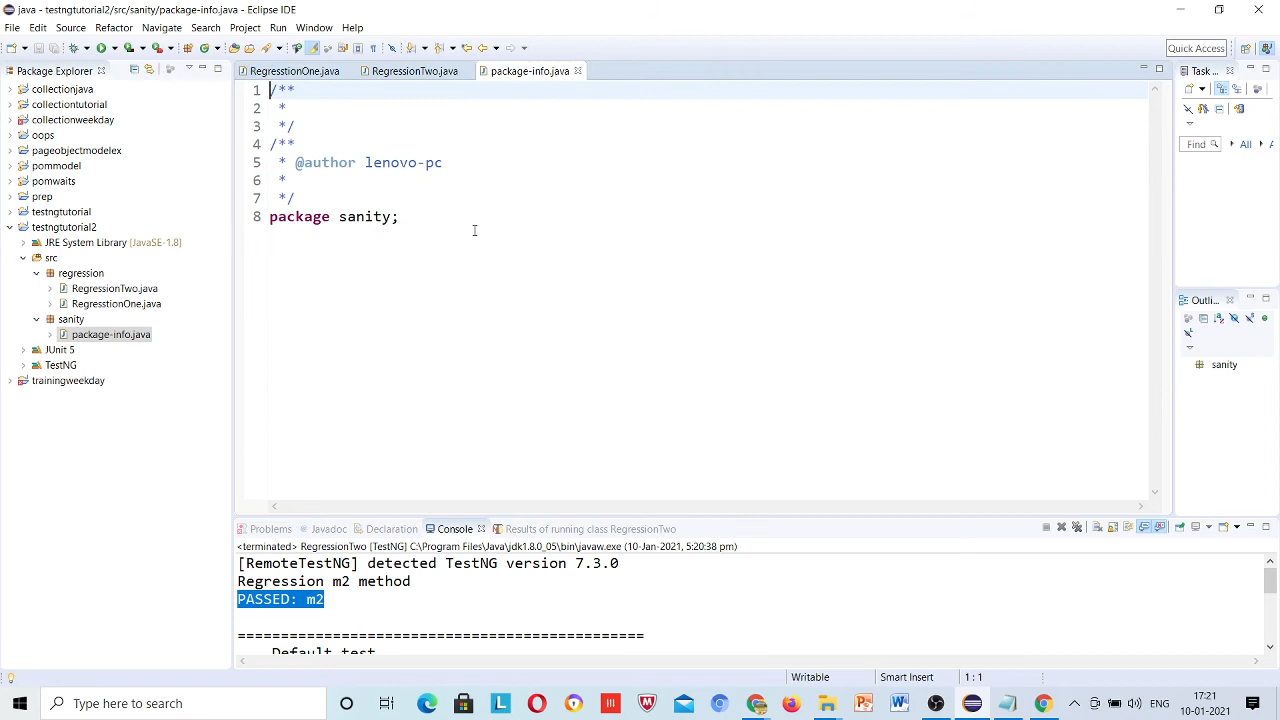 java - testngtutorial2/src/sanity/package-info.java - Eclipse IDE
File Edit Source Refactor Navigate Search Project Run Window Help
Quick Access
Package Explorer
collectionjava
collectiontutorial
collectionweekday
oops
pageobjectmodelex
pommodel
pomwaits
prep
testngtutorial
testngtutorial2
JRE System Library [JavaSE-1.8]
src
regression
RegressionTwo.java
RegresstionOne.java
sanity
package-info.java
JUnit 5
TestNG
trainingweekday
RegresstionOne.java RegressionTwo.java package-info.java
1 /**
2 *
3 */
4 /**
5 * @author lenovo-pc
6 *
7 */
8 package sanity;
Task ...
Find All
Outli...
sanity
Problems Javadoc Declaration Console Results of running class RegressionTwo
<terminated> RegressionTwo [TestNG] C:\Program Files\Java\jdk1.8.0_05\bin\javaw.exe (10-Jan-2021, 5:20:38 pm)
[RemoteTestNG] detected TestNG version 7.3.0
Regression m2 method
PASSED: m2
===============================================
Default test
Writable Smart Insert 1 : 1
Type here to search
ENG
17:21
10-01-2021